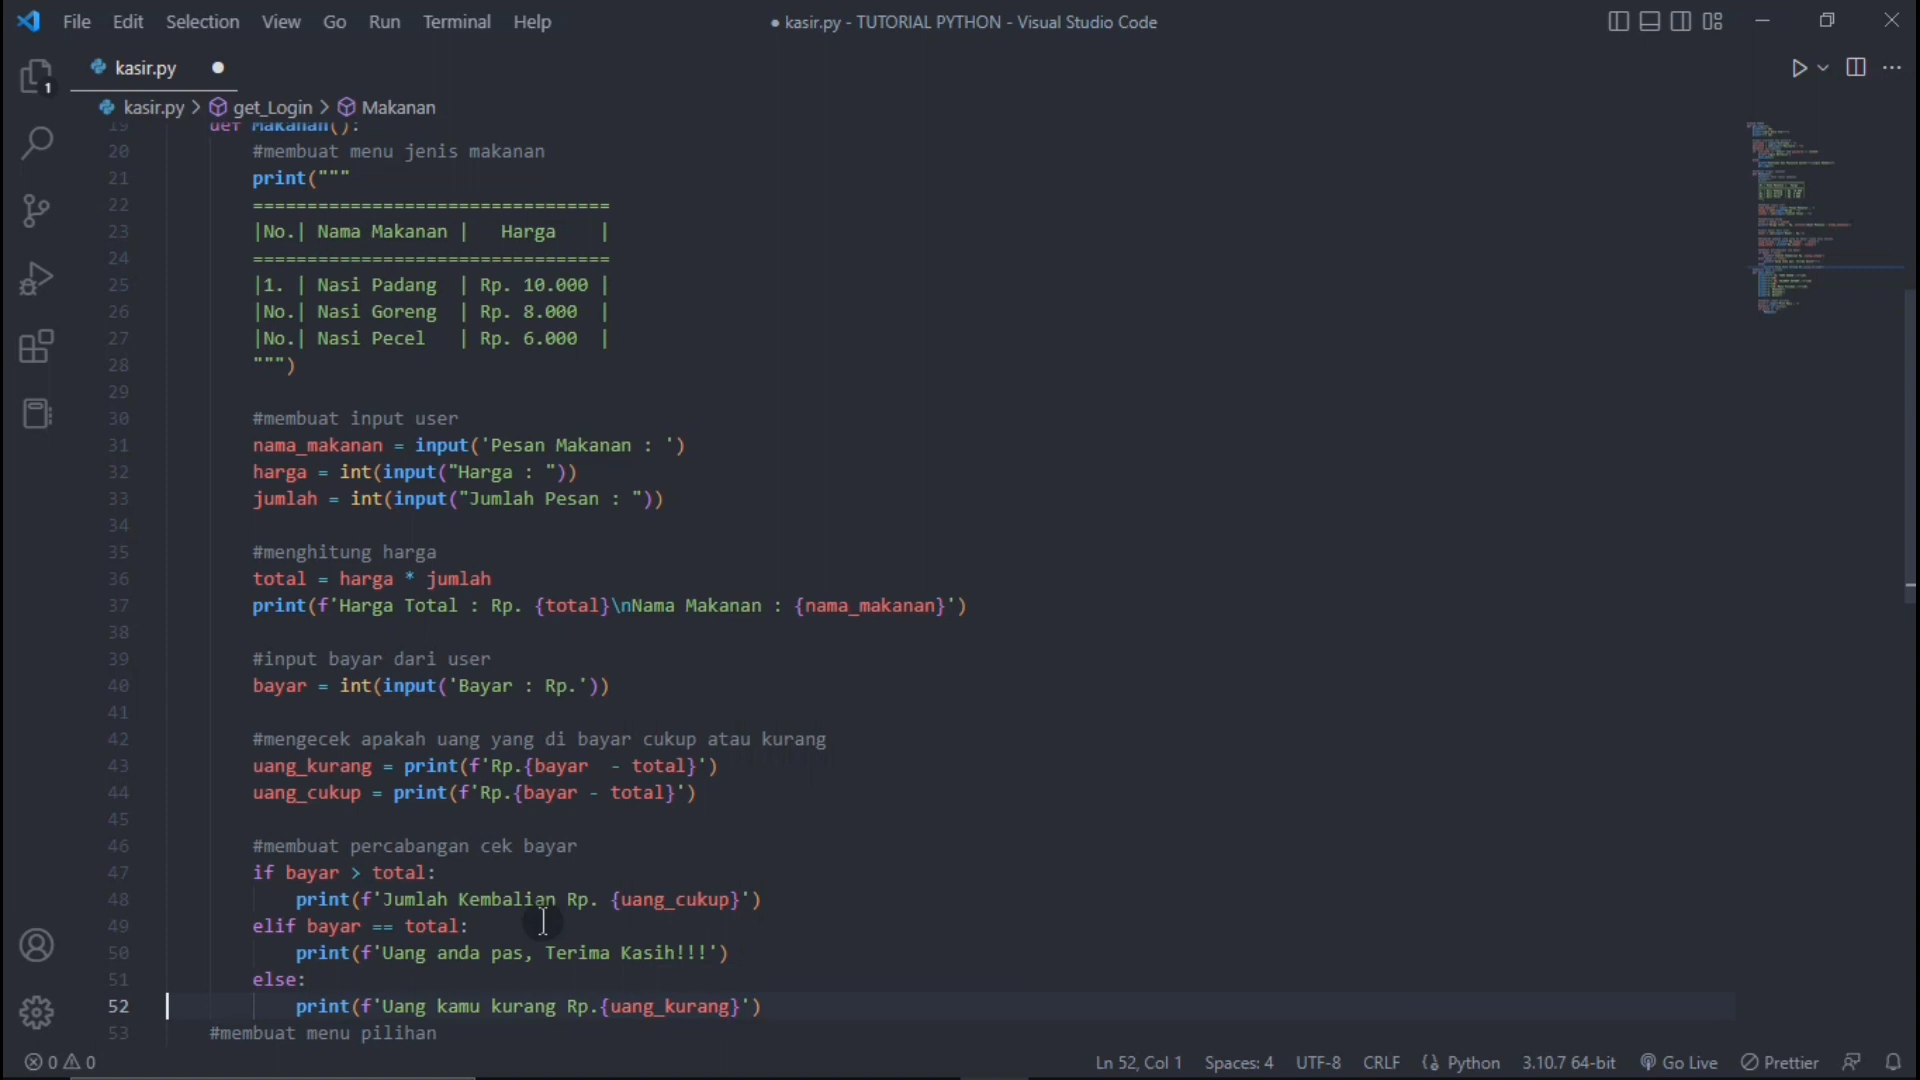 File Edit Selection View Go Run Terminal Help
● kasir.py - TUTORIAL PYTHON - Visual Studio Code
kasir.py
1
kasir.py > get_Login > Makanan
19 def Makanan():
20 #membuat menu jenis makanan
21 print("""
22 =================================
23 |No.| Nama Makanan |   Harga    |
24 =================================
25 |1. | Nasi Padang  | Rp. 10.000 |
26 |No.| Nasi Goreng  | Rp. 8.000  |
27 |No.| Nasi Pecel   | Rp. 6.000  |
28 """)
29
30 #membuat input user
31 nama_makanan = input('Pesan Makanan : ')
32 harga = int(input("Harga : "))
33 jumlah = int(input("Jumlah Pesan : "))
34
35 #menghitung harga
36 total = harga * jumlah
37 print(f'Harga Total : Rp. {total}\nNama Makanan : {nama_makanan}')
38
39 #input bayar dari user
40 bayar = int(input('Bayar : Rp.'))
41
42 #mengecek apakah uang yang di bayar cukup atau kurang
43 uang_kurang = print(f'Rp.{bayar  - total}')
44 uang_cukup = print(f'Rp.{bayar - total}')
45
46 #membuat percabangan cek bayar
47 if bayar > total:
48 print(f'Jumlah Kembalian Rp. {uang_cukup}')
49 elif bayar == total:
50 print(f'Uang anda pas, Terima Kasih!!!')
51 else:
52 print(f'Uang kamu kurang Rp.{uang_kurang}')
53 #membuat menu pilihan
0 0 Ln 52, Col 1 Spaces: 4 UTF-8 CRLF Python 3.10.7 64-bit Go Live Prettier